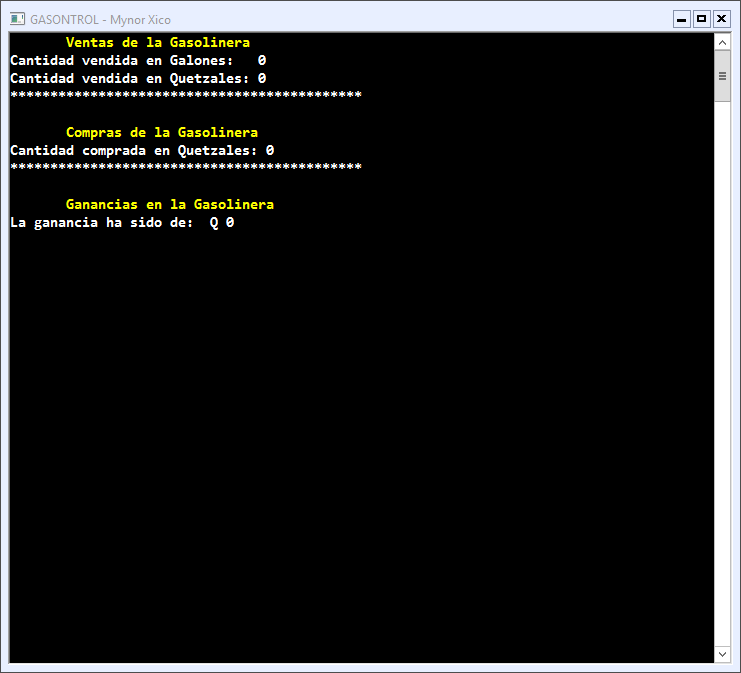 GASONTROL - Mynor Xico
Ventas de la Gasolinera
Cantidad vendida en Galones: 0
Cantidad vendida en Quetzales: 0
********************************************
Compras de la Gasolinera
Cantidad comprada en Quetzales: 0
********************************************
Ganancias en la Gasolinera
La ganancia ha sido de: Q 0